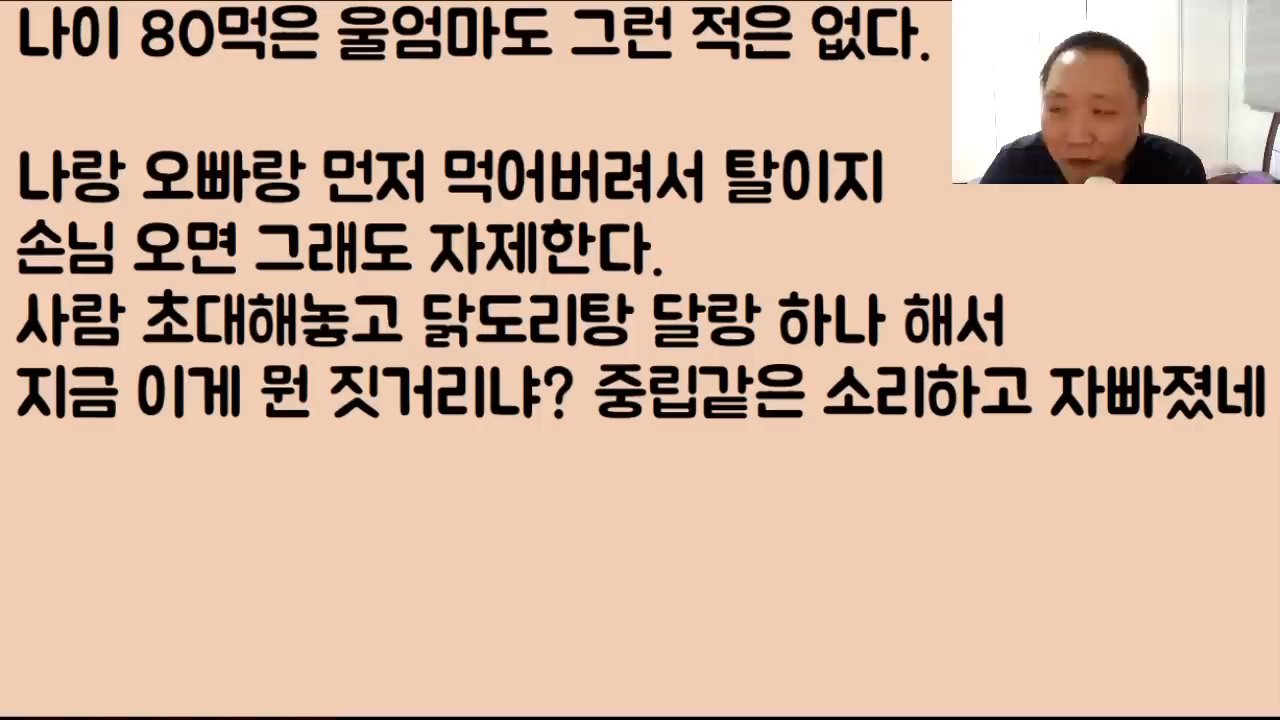 나이 80먹은 울엄마도 그런 적은 없다.
나랑 오빠랑 먼저 먹어버려서 탈이지
손님 오면 그래도 자제한다.
사람 초대해놓고 닭도리탕 달랑 하나 해서
지금 이게 뭔 짓거리냐? 중립같은 소리하고 자빠졌네